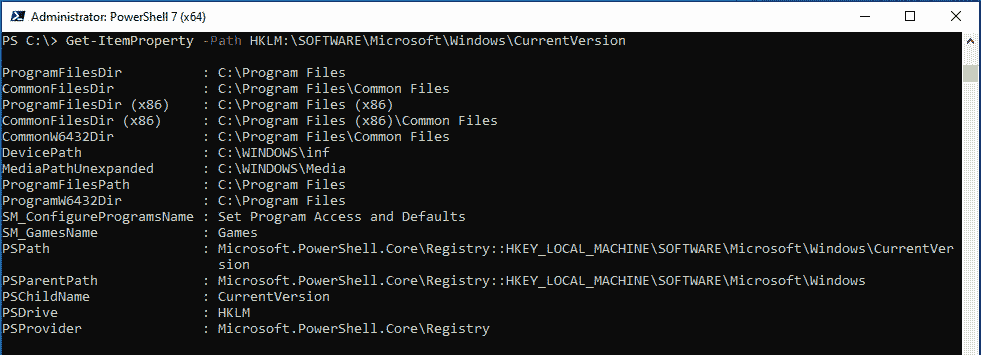 Administrator: PowerShell 7 (x64)
PS C:\> Get-ItemProperty -Path HKLM:\SOFTWARE\Microsoft\Windows\CurrentVersion
ProgramFilesDir          : C:\Program Files
CommonFilesDir           : C:\Program Files\Common Files
ProgramFilesDir (x86)    : C:\Program Files (x86)
CommonFilesDir (x86)     : C:\Program Files (x86)\Common Files
CommonW6432Dir           : C:\Program Files\Common Files
DevicePath               : C:\WINDOWS\inf
MediaPathUnexpanded      : C:\WINDOWS\Media
ProgramFilesPath         : C:\Program Files
ProgramW6432Dir          : C:\Program Files
SM_ConfigureProgramsName : Set Program Access and Defaults
SM_GamesName             : Games
PSPath                   : Microsoft.PowerShell.Core\Registry::HKEY_LOCAL_MACHINE\SOFTWARE\Microsoft\Windows\CurrentVer
                           sion
PSParentPath             : Microsoft.PowerShell.Core\Registry::HKEY_LOCAL_MACHINE\SOFTWARE\Microsoft\Windows
PSChildName              : CurrentVersion
PSDrive                  : HKLM
PSProvider               : Microsoft.PowerShell.Core\Registry